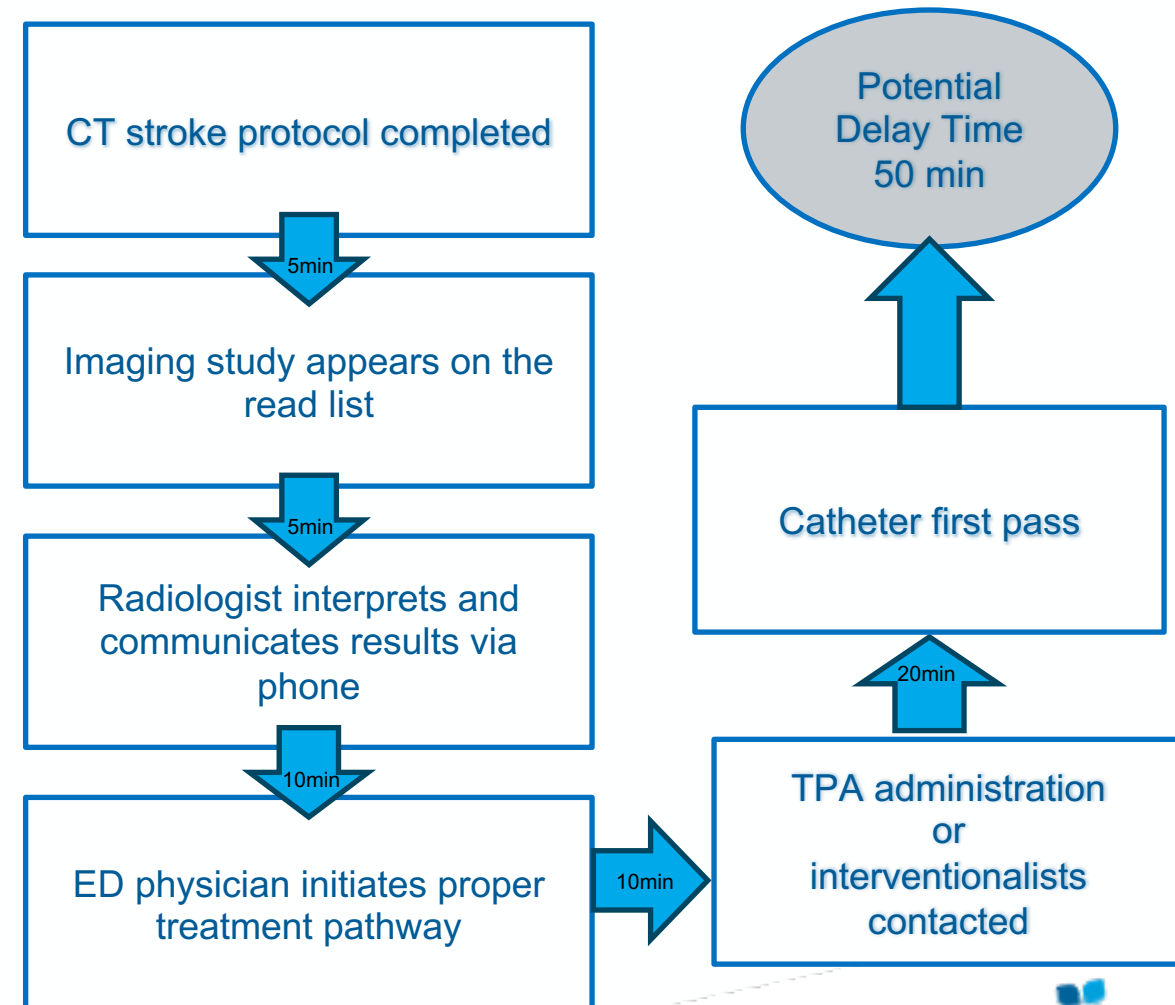 CT stroke protocol completed
5min
Imaging study appears on the
read list
5min
Radiologist interprets and
communicates results via
phone
10min
ED physician initiates proper
treatment pathway
10min
TPA administration
or
interventionalists
contacted
20min
Catheter first pass
Potential
Delay Time
50 min